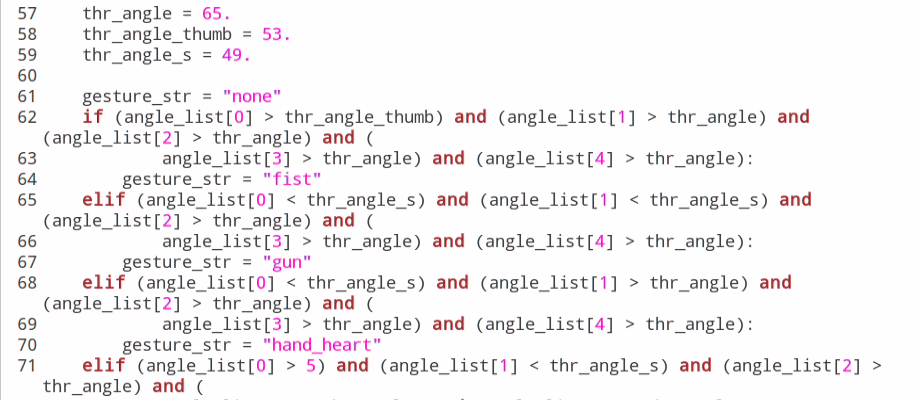 57 thr_angle = 65.
58 thr_angle_thumb = 53.
59 thr_angle_s = 49.
60
61 gesture_str = "none"
62 if (angle_list[0] > thr_angle_thumb) and (angle_list[1] > thr_angle) and
(angle_list[2] > thr_angle) and (
63 angle_list[3] > thr_angle) and (angle_list[4] > thr_angle):
64 gesture_str = "fist"
65 elif (angle_list[0] < thr_angle_s) and (angle_list[1] < thr_angle_s) and
(angle_list[2] > thr_angle) and (
66 angle_list[3] > thr_angle) and (angle_list[4] > thr_angle):
67 gesture_str = "gun"
68 elif (angle_list[0] < thr_angle_s) and (angle_list[1] > thr_angle) and
(angle_list[2] > thr_angle) and (
69 angle_list[3] > thr_angle) and (angle_list[4] > thr_angle):
70 gesture_str = "hand_heart"
71 elif (angle_list[0] > 5) and (angle_list[1] < thr_angle_s) and (angle_list[2] >
thr_angle) and (